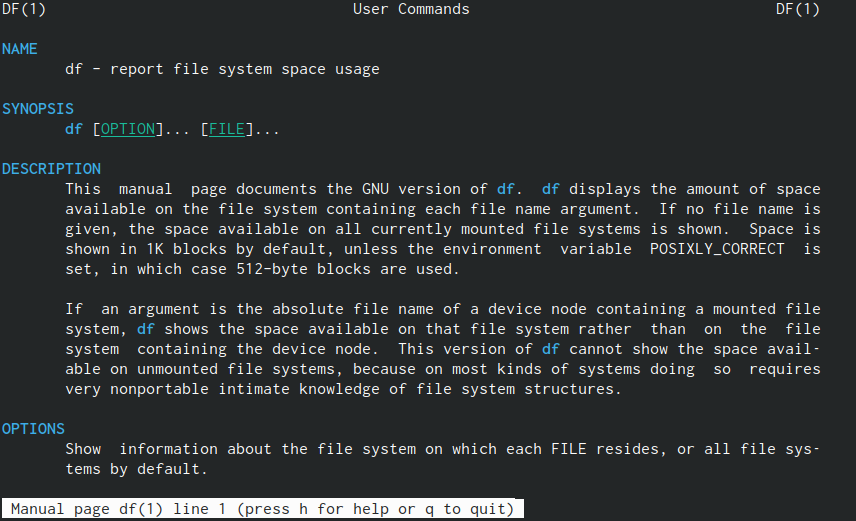 DF(1) User Commands DF(1)
NAME
df - report file system space usage
SYNOPSIS
df [OPTION]... [FILE]...
DESCRIPTION
This manual page documents the GNU version of df. df displays the amount of space
available on the file system containing each file name argument. If no file name is
given, the space available on all currently mounted file systems is shown. Space is
shown in 1K blocks by default, unless the environment variable POSIXLY_CORRECT is
set, in which case 512-byte blocks are used.
If an argument is the absolute file name of a device node containing a mounted file
system, df shows the space available on that file system rather than on the file
system containing the device node. This version of df cannot show the space avail-
able on unmounted file systems, because on most kinds of systems doing so requires
very nonportable intimate knowledge of file system structures.
OPTIONS
Show information about the file system on which each FILE resides, or all file sys-
tems by default.
Manual page df(1) line 1 (press h for help or q to quit)